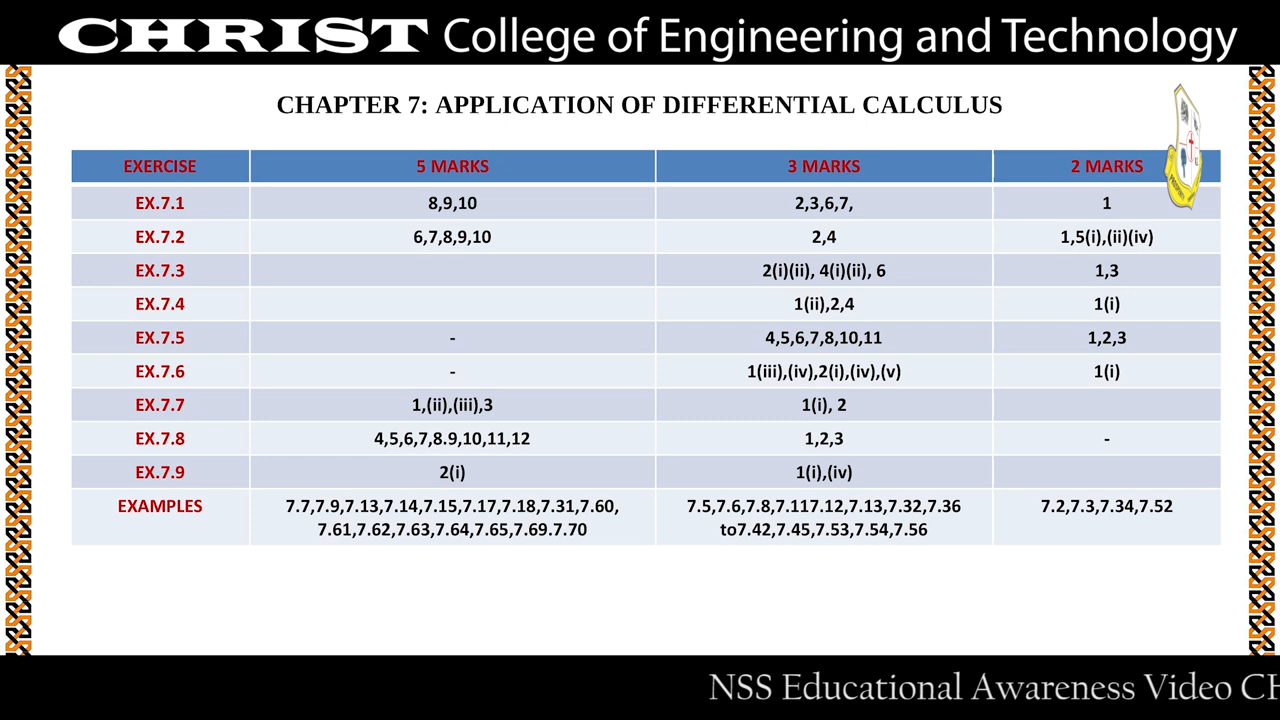 CHRIST College of Engineering and Technology
CHAPTER 7: APPLICATION OF DIFFERENTIAL CALCULUS
EXERCISE 5 MARKS 3 MARKS 2 MARKS
EX.7.1 8,9,10 2,3,6,7, 1
EX.7.2 6,7,8,9,10 2,4 1,5(i),(ii)(iv)
EX.7.3 2(i)(ii), 4(i)(ii), 6 1,3
EX.7.4 1(ii),2,4 1(i)
EX.7.5 - 4,5,6,7,8,10,11 1,2,3
EX.7.6 - 1(iii),(iv),2(i),(iv),(v) 1(i)
EX.7.7 1,(ii),(iii),3 1(i), 2
EX.7.8 4,5,6,7,8.9,10,11,12 1,2,3 -
EX.7.9 2(i) 1(i),(iv)
EXAMPLES 7.7,7.9,7.13,7.14,7.15,7.17,7.18,7.31,7.60, 7.5,7.6,7.8,7.117.12,7.13,7.32,7.36 7.2,7.3,7.34,7.52
7.61,7.62,7.63,7.64,7.65,7.69.7.70 to7.42,7.45,7.53,7.54,7.56
NSS Educational Awareness Video CH